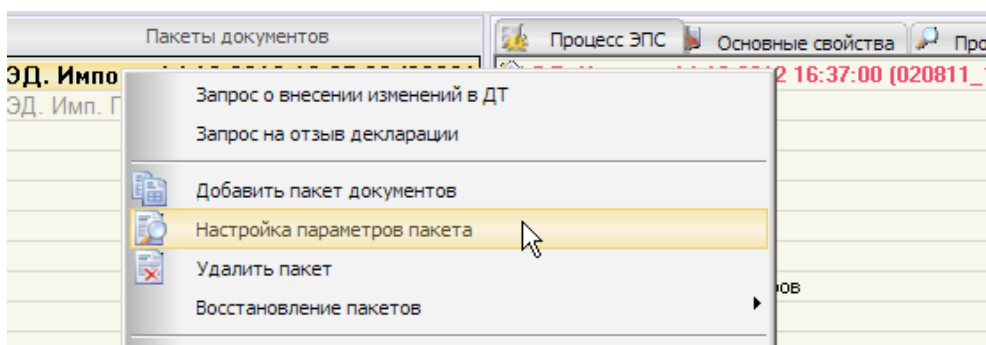 Пакеты документов
Процесс ЭПС
Основные свойства
Про
ЭД. Импо
2 16:37:00 (020811_
ЭД. Имп. Г
Запрос о внесении изменений в ДТ
Запрос на отзыв декларации
Добавить пакет документов
Настройка параметров пакета
Удалить пакет
ов
Восстановление пакетов